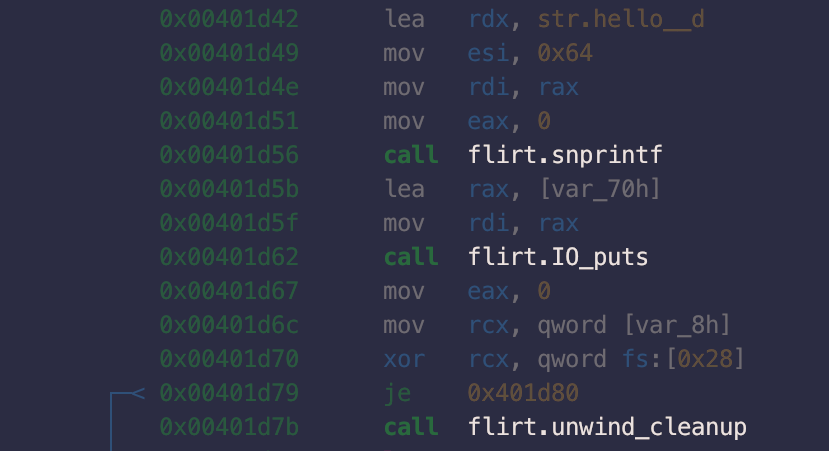 0x00401d42 lea rdx, str.hello__d
0x00401d49 mov esi, 0x64
0x00401d4e mov rdi, rax
0x00401d51 mov eax, 0
0x00401d56 call flirt.snprintf
0x00401d5b lea rax, [var_70h]
0x00401d5f mov rdi, rax
0x00401d62 call flirt.IO_puts
0x00401d67 mov eax, 0
0x00401d6c mov rcx, qword [var_8h]
0x00401d70 xor rcx, qword fs:[0x28]
0x00401d79 je 0x401d80
0x00401d7b call flirt.unwind_cleanup